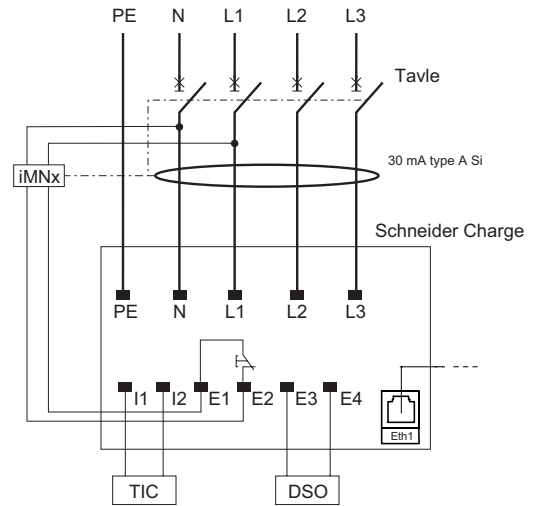 PE N L1 L2 L3
Tavle
30 mA type A Si
iMNx
Schneider Charge
PE N L1 L2 L3
I1 I2 E1 E2 E3 E4
Eth1
TIC DSO